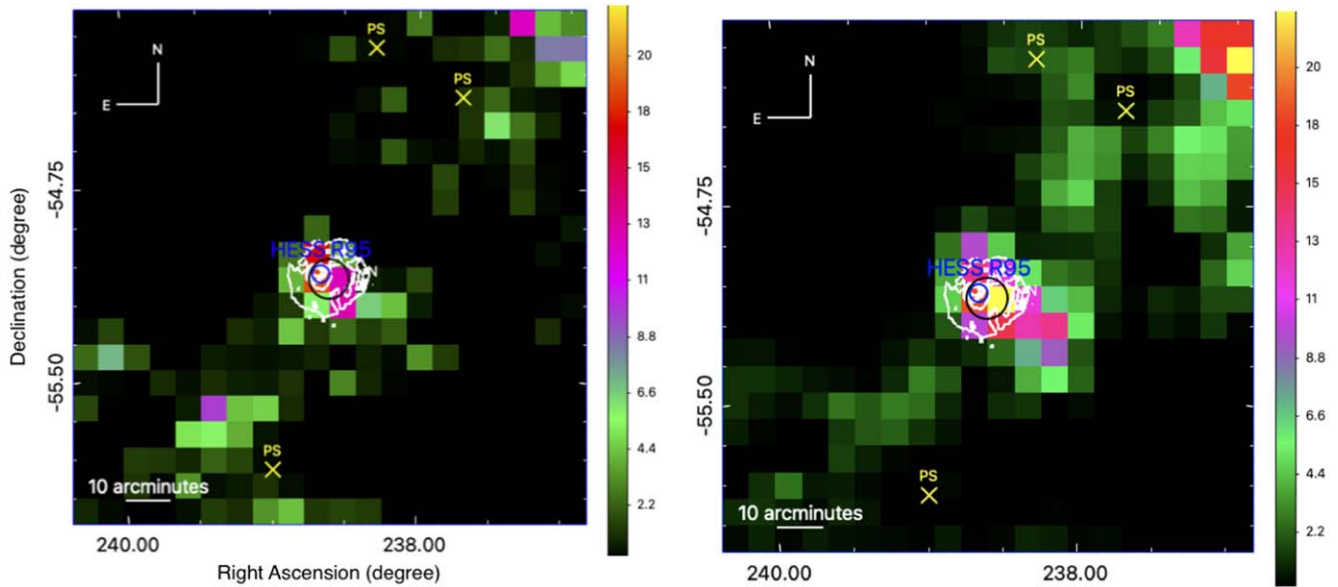 PS
N
PS
E
-54.75
HESS R95
N
Declination (degree)
-55.50
PS
10 arcminutes
240.00
238.00
Right Ascension (degree)
20
18
15
13
11
8.8
6.6
4.4
2.2
PS
N
PS
E
-54.75
HESS R95
N
-55.50
PS
10 arcminutes
240.00
238.00
20
18
15
13
11
8.8
6.6
4.4
2.2